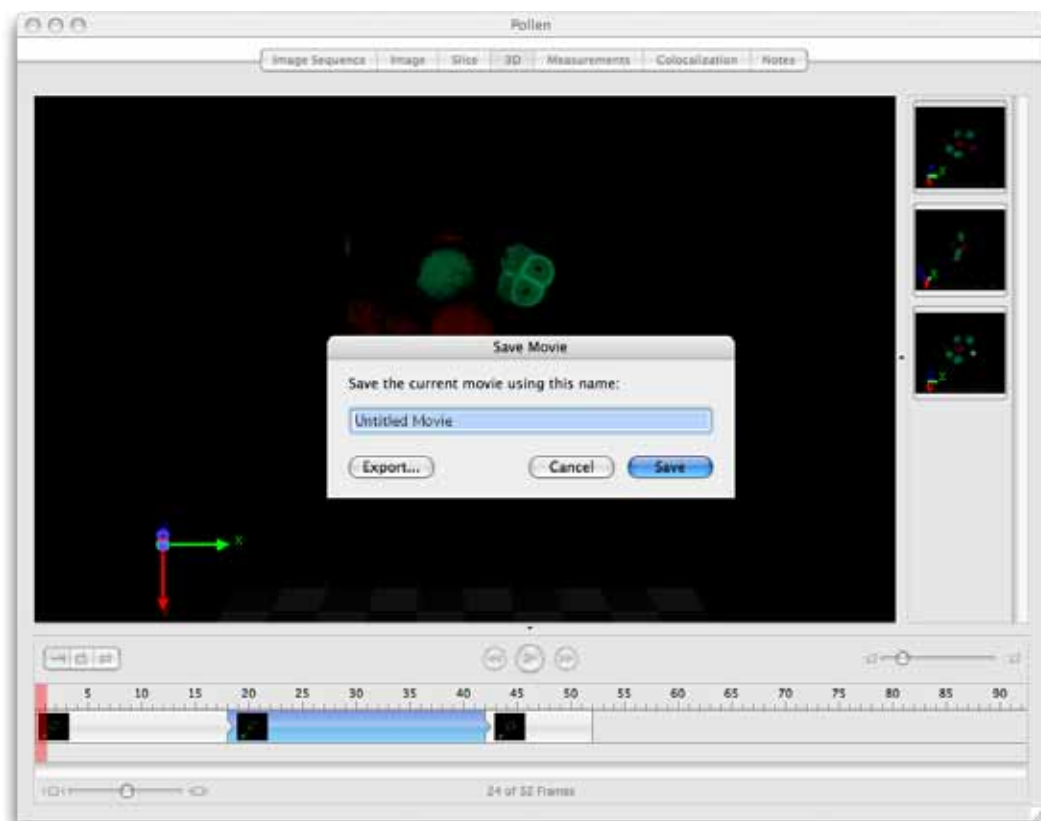 Pollen
Image Sequence Image Slice 3D Measurements Colocalization Notes
Save Movie
Save the current movie using this name:
Untitled Movie
Export... Cancel Save
X
5 10 15 20 25 30 35 40 45 50 55 60 65 70 75 80 85 90
24 of 52 Frames